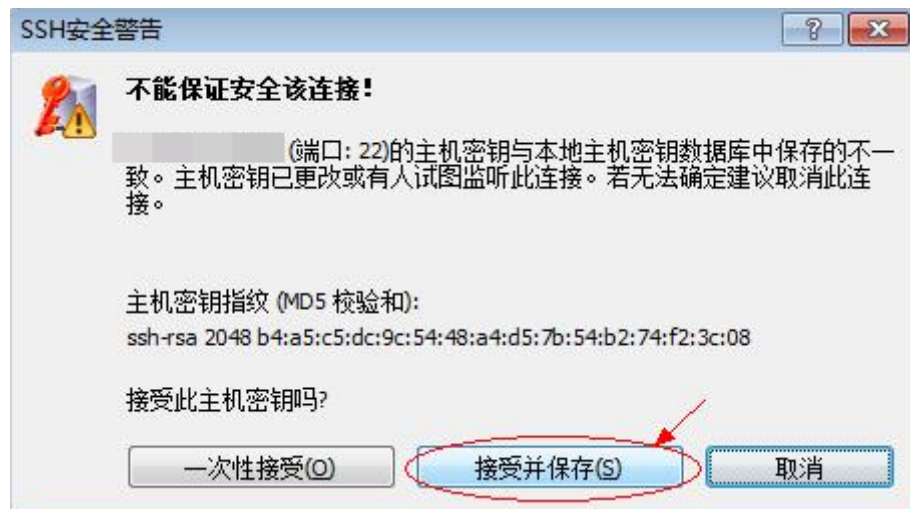 SSH安全警告
不能保证安全该连接!
(端口: 22)的主机密钥与本地主机密钥数据库中保存的不一
致。主机密钥已更改或有人试图监听此连接。若无法确定建议取消此连
接。
主机密钥指纹 (MD5 校验和):
ssh-rsa 2048 b4:a5:c5:dc:9c:54:48:a4:d5:7b:54:b2:74:f2:3c:08
接受此主机密钥吗?
一次性接受(O) 接受并保存(S) 取消